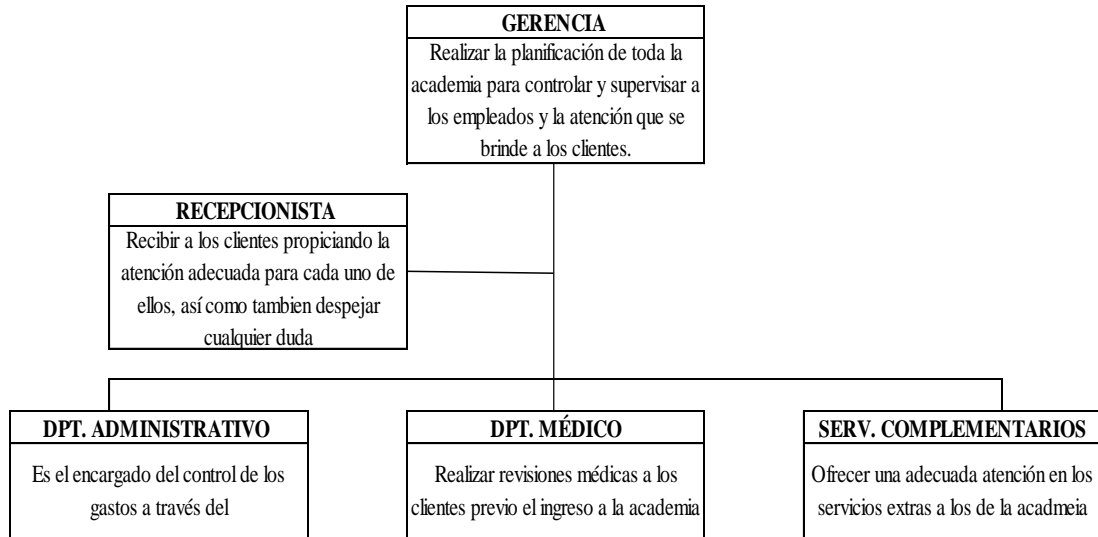 GERENCIA
Realizar la planificación de toda la
academia para controlar y supervisar a
los empleados y la atención que se
brinde a los clientes.
RECEPCIONISTA
Recibir a los clientes propiciando la
atención adecuada para cada uno de
ellos, así como tambien despejar
cualquier duda
DPT. ADMINISTRATIVO
Es el encargado del control de los
gastos a través del
DPT. MÉDICO
Realizar revisiones médicas a los
clientes previo el ingreso a la academia
SERV. COMPLEMENTARIOS
Ofrecer una adecuada atención en los
servicios extras a los de la acadmeia